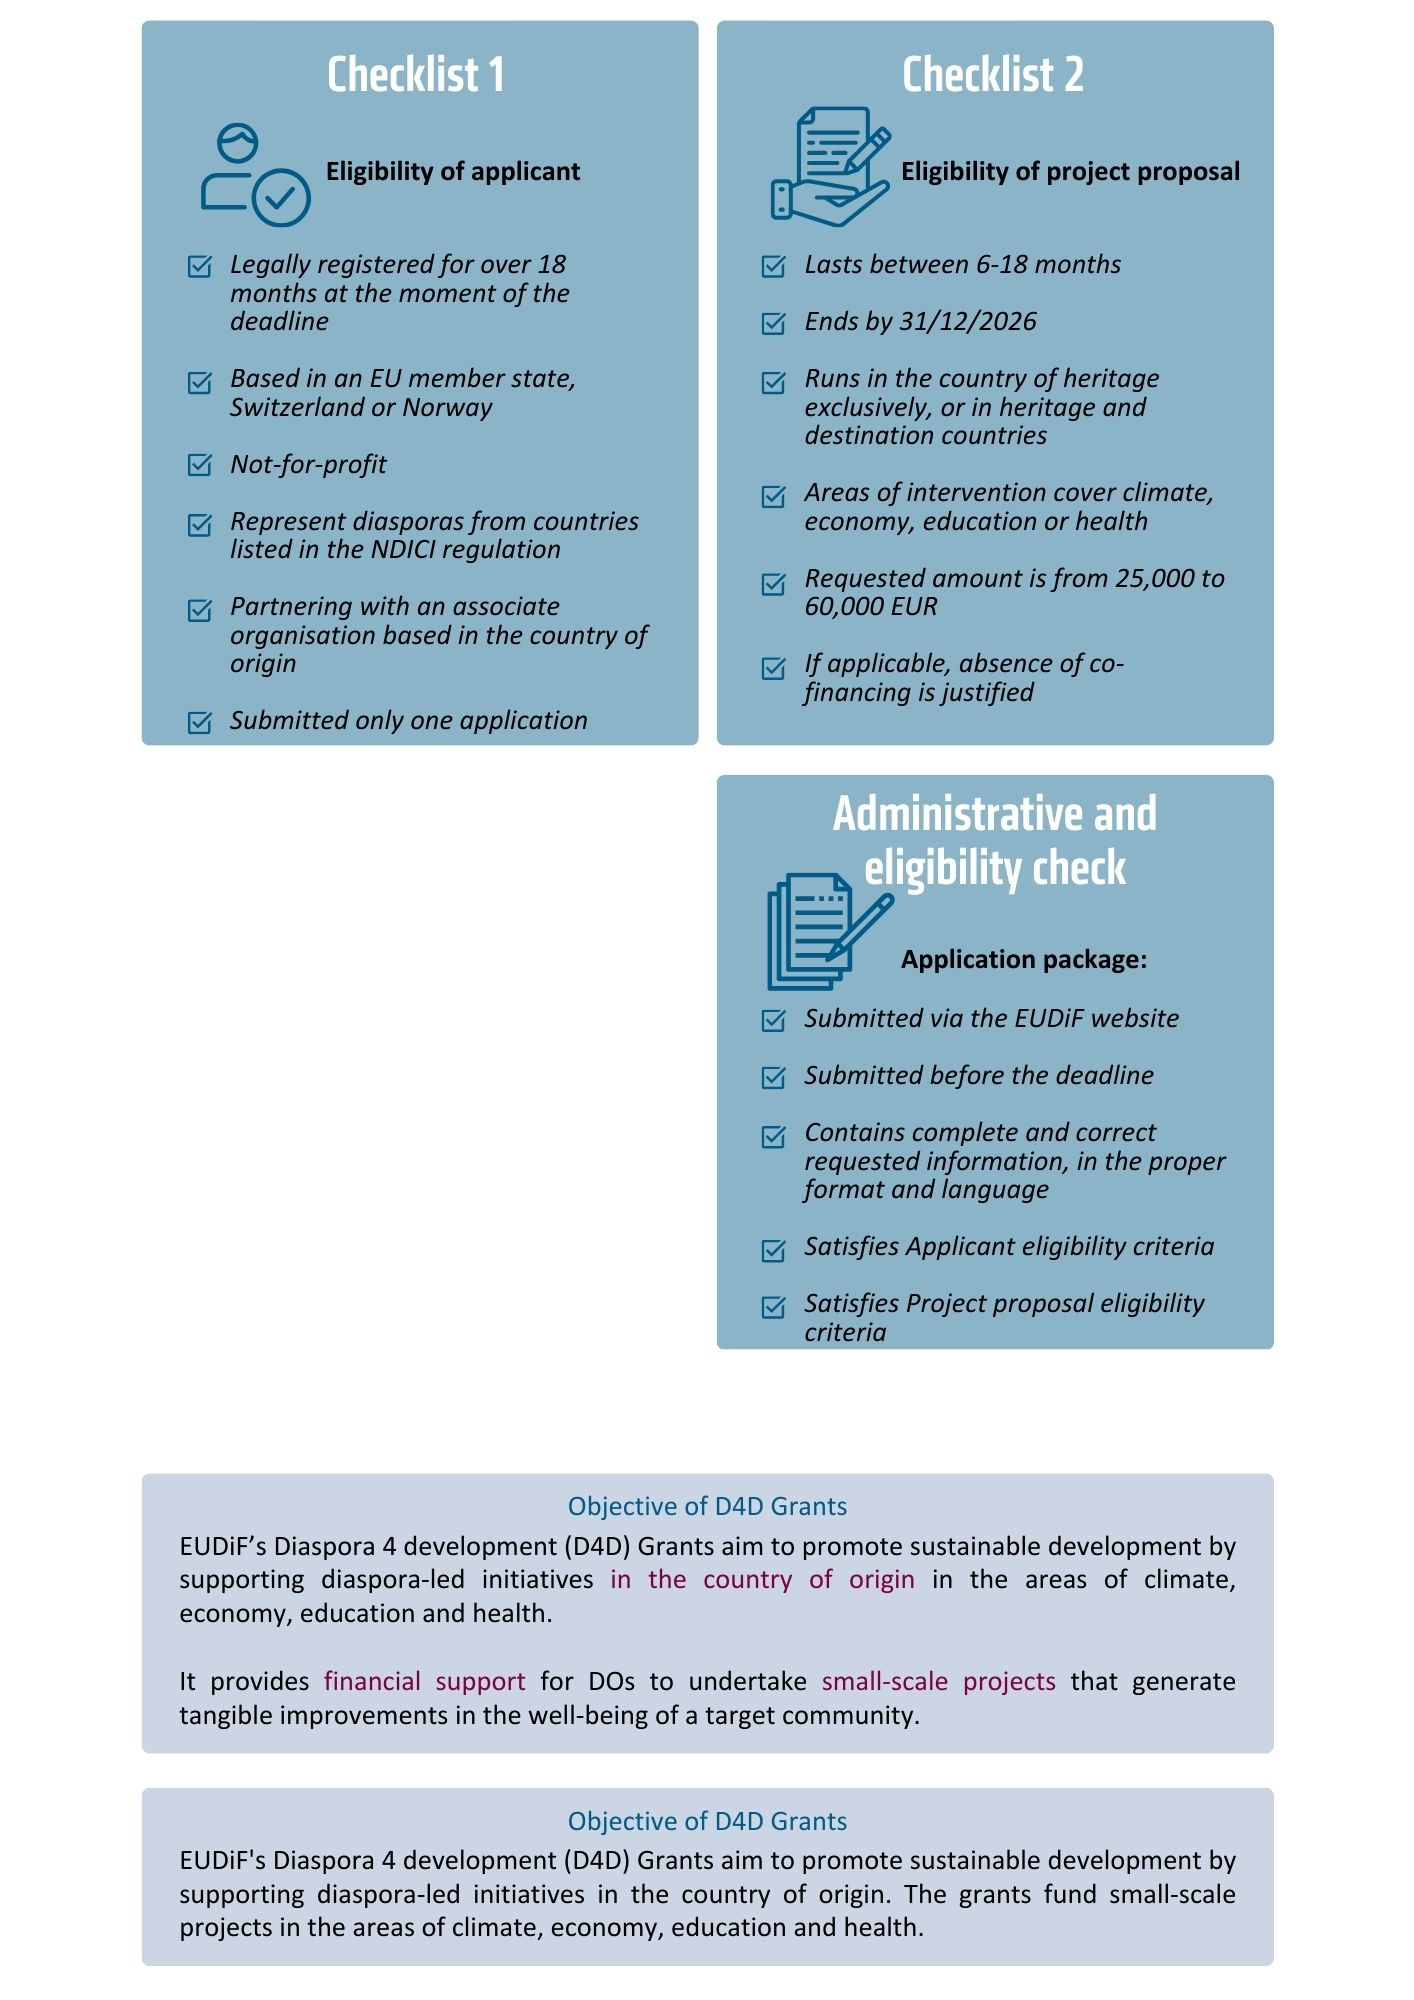 Checklist 1
Eligibility of applicant
Legally registered for over 18
months at the moment of the
deadline
Based in an EU member state,
Switzerland or Norway
Not-for-profit
Represent diasporas from countries
listed in the NDICI regulation
Partnering with an associate
organisation based in the country of
origin
Submitted only one application
Checklist 2
Eligibility of project proposal
Lasts between 6-18 months
Ends by 31/12/2026
Runs in the country of heritage
exclusively, or in heritage and
destination countries
Areas of intervention cover climate,
economy, education or health
Requested amount is from 25,000 to
60,000 EUR
If applicable, absence of co-
financing is justified
Administrative and
eligibility check
Application package:
Submitted via the EUDiF website
Submitted before the deadline
Contains complete and correct
requested information, in the proper
format and language
Satisfies Applicant eligibility criteria
Satisfies Project proposal eligibility
criteria
Objective of D4D Grants
EUDiF’s Diaspora 4 development (D4D) Grants aim to promote sustainable development by
supporting diaspora-led initiatives in the country of origin in the areas of climate,
economy, education and health.
It provides financial support for DOs to undertake small-scale projects that generate
tangible improvements in the well-being of a target community.
Objective of D4D Grants
EUDiF's Diaspora 4 development (D4D) Grants aim to promote sustainable development by
supporting diaspora-led initiatives in the country of origin. The grants fund small-scale
projects in the areas of climate, economy, education and health.